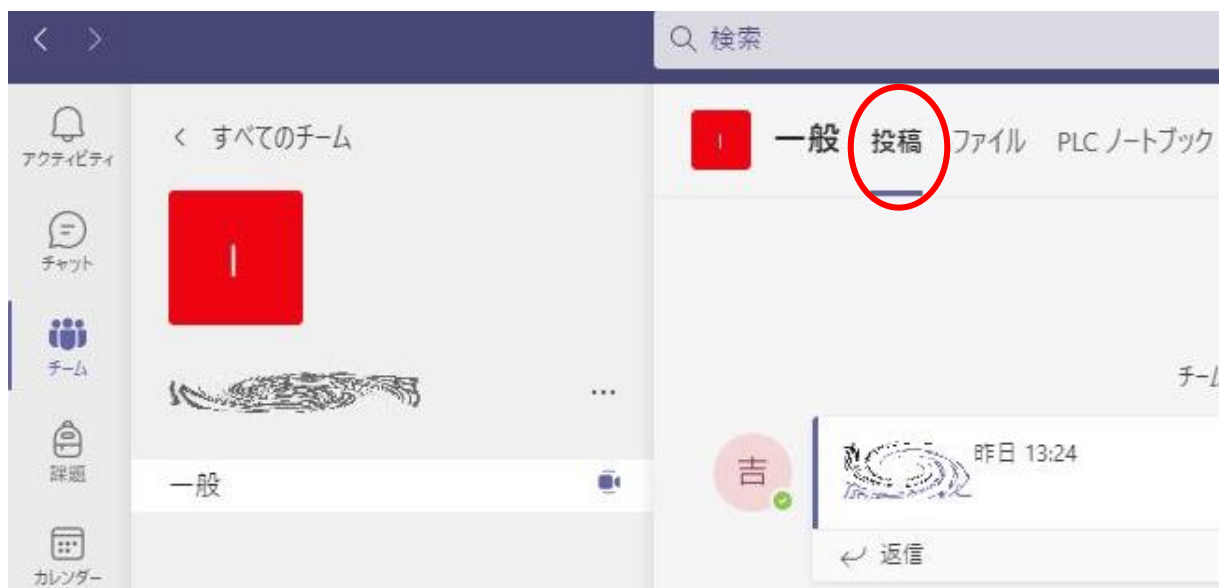 検索
アクティビティ
チャット
チーム
課題
カレンダー
< すべてのチーム
I
...
一般
I 一般 投稿 ファイル PLC ノートブック
チーム
吉 昨日 13:24
返信